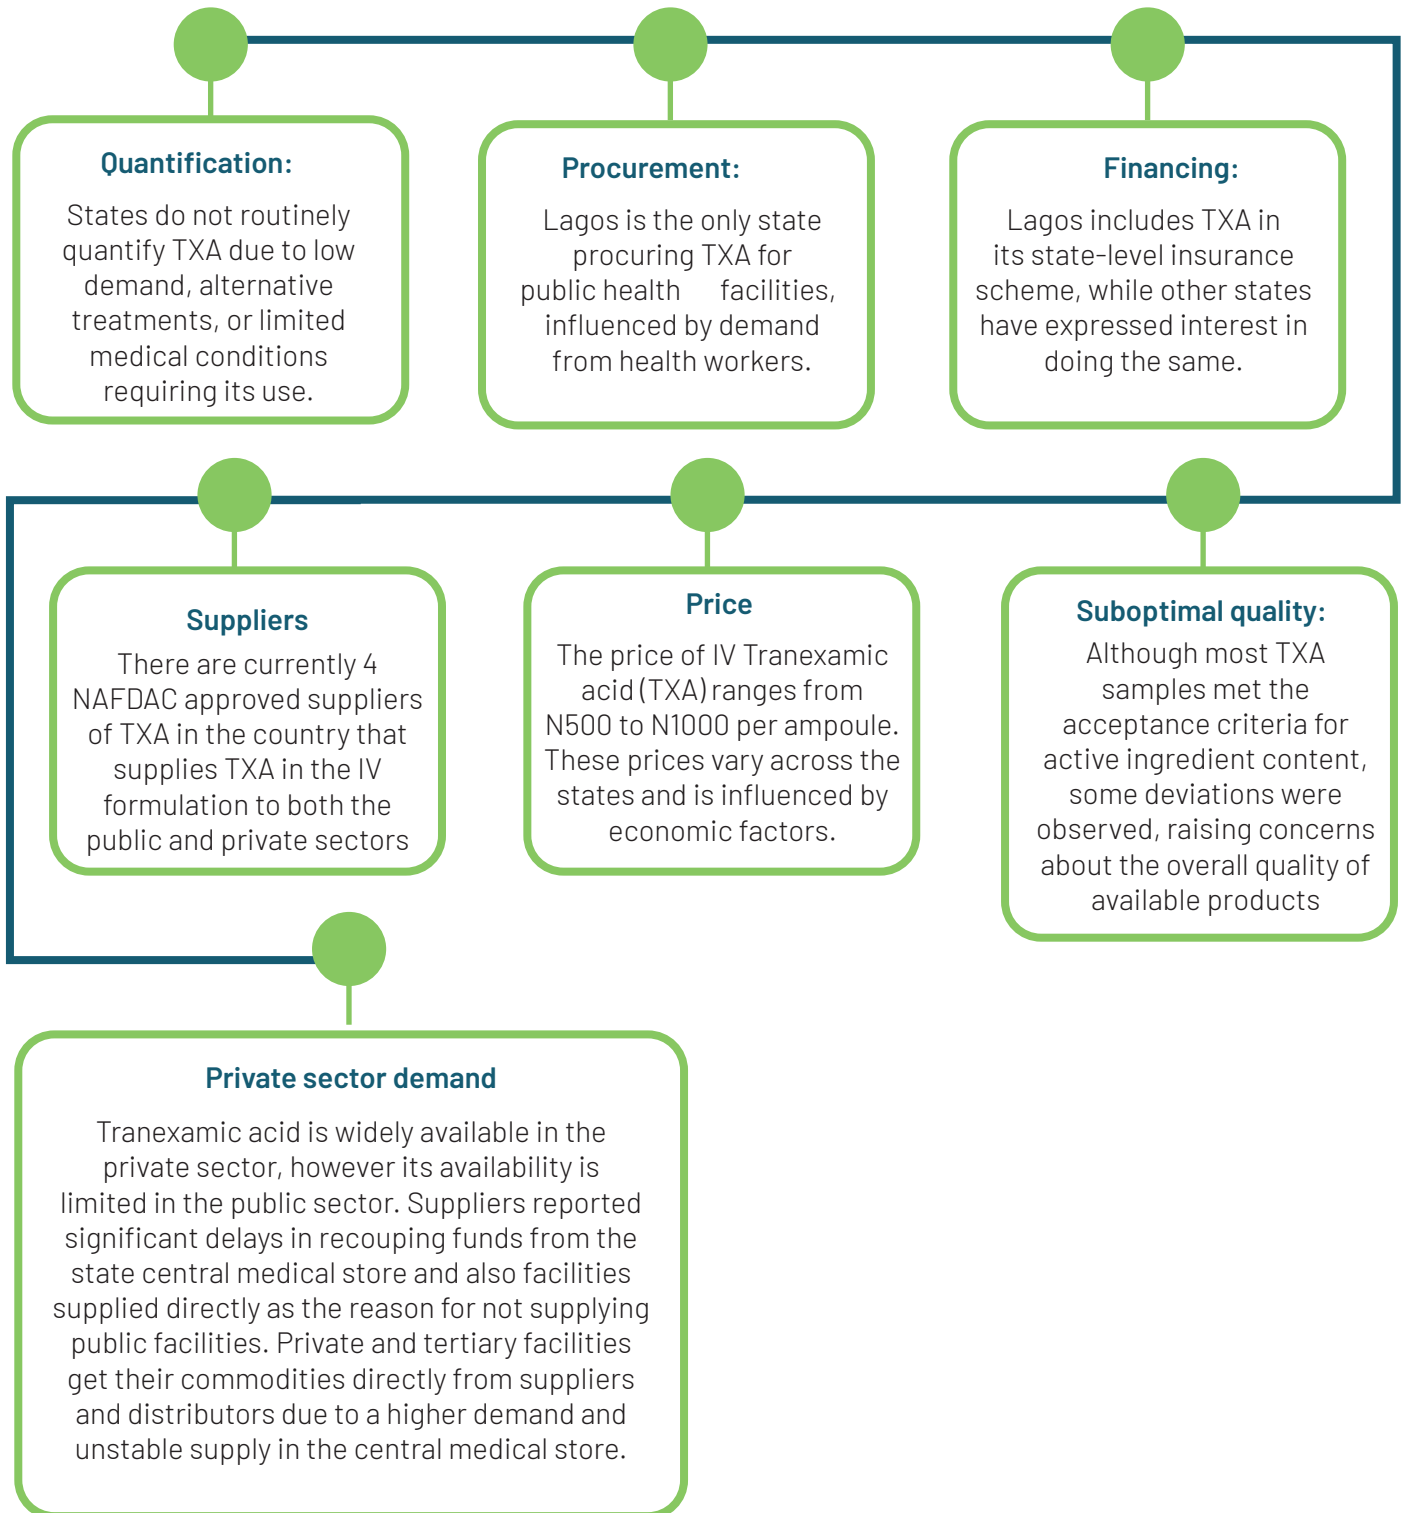 Quantification:
States do not routinely
quantify TXA due to low
demand, alternative
treatments, or limited
medical conditions
requiring its use.
Procurement:
Lagos is the only state
procuring TXA for
public health facilities,
influenced by demand
from health workers.
Financing:
Lagos includes TXA in
its state-level insurance
scheme, while other states
have expressed interest in
doing the same.
Suppliers
There are currently 4
NAFDAC approved suppliers
of TXA in the country that
supplies TXA in the IV
formulation to both the
public and private sectors
Price
The price of IV Tranexamic
acid (TXA) ranges from
N500 to N1000 per ampoule.
These prices vary across the
states and is influenced by
economic factors.
Suboptimal quality:
Although most TXA
samples met the
acceptance criteria for
active ingredient content,
some deviations were
observed, raising concerns
about the overall quality of
available products
Private sector demand
Tranexamic acid is widely available in the
private sector, however its availability is
limited in the public sector. Suppliers reported
significant delays in recouping funds from the
state central medical store and also facilities
supplied directly as the reason for not supplying
public facilities. Private and tertiary facilities
get their commodities directly from suppliers
and distributors due to a higher demand and
unstable supply in the central medical store.